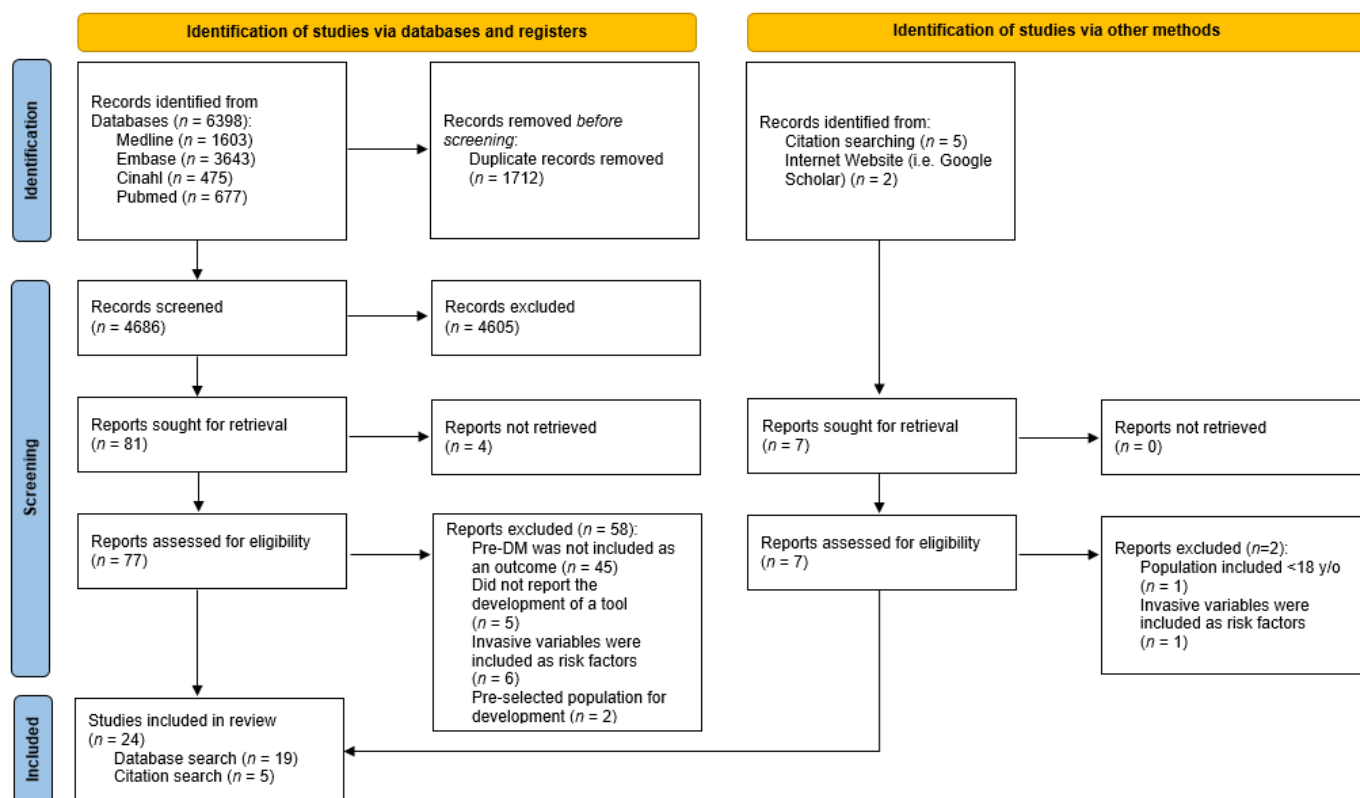 Identification of studies via databases and registers
Identification of studies via other methods
Identification
Records identified from
Databases (n = 6398):
Medline (n = 1603)
Embase (n = 3643)
Cinahl (n = 475)
Pubmed (n = 677)
Records removed before
screening:
Duplicate records removed
(n = 1712)
Records identified from:
Citation searching (n = 5)
Internet Website (i.e. Google
Scholar) (n = 2)
Screening
Records screened
(n = 4686)
Records excluded
(n = 4605)
Reports sought for retrieval
(n = 81)
Reports not retrieved
(n = 4)
Reports sought for retrieval
(n = 7)
Reports not retrieved
(n = 0)
Reports assessed for eligibility
(n = 77)
Reports excluded (n = 58):
Pre-DM was not included as
an outcome (n = 45)
Did not report the
development of a tool
(n = 5)
Invasive variables were
included as risk factors
(n = 6)
Pre-selected population for
development (n = 2)
Reports assessed for eligibility
(n = 7)
Reports excluded (n=2):
Population included <18 y/o
(n = 1)
Invasive variables were
included as risk factors
(n = 1)
Included
Studies included in review
(n = 24)
Database search (n = 19)
Citation search (n = 5)